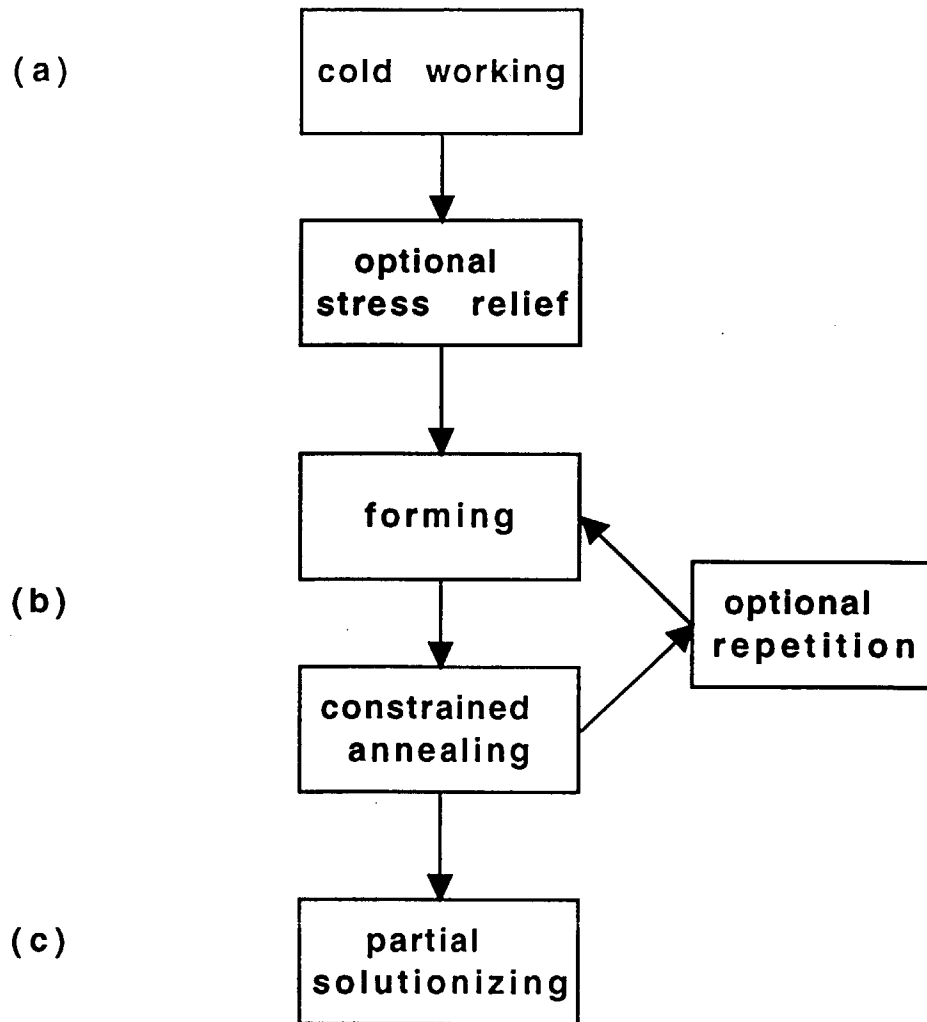 (a)
cold working
optional
stress relief
forming
(b)
optional
repetition
constrained
annealing
(c)
partial
solutionizing